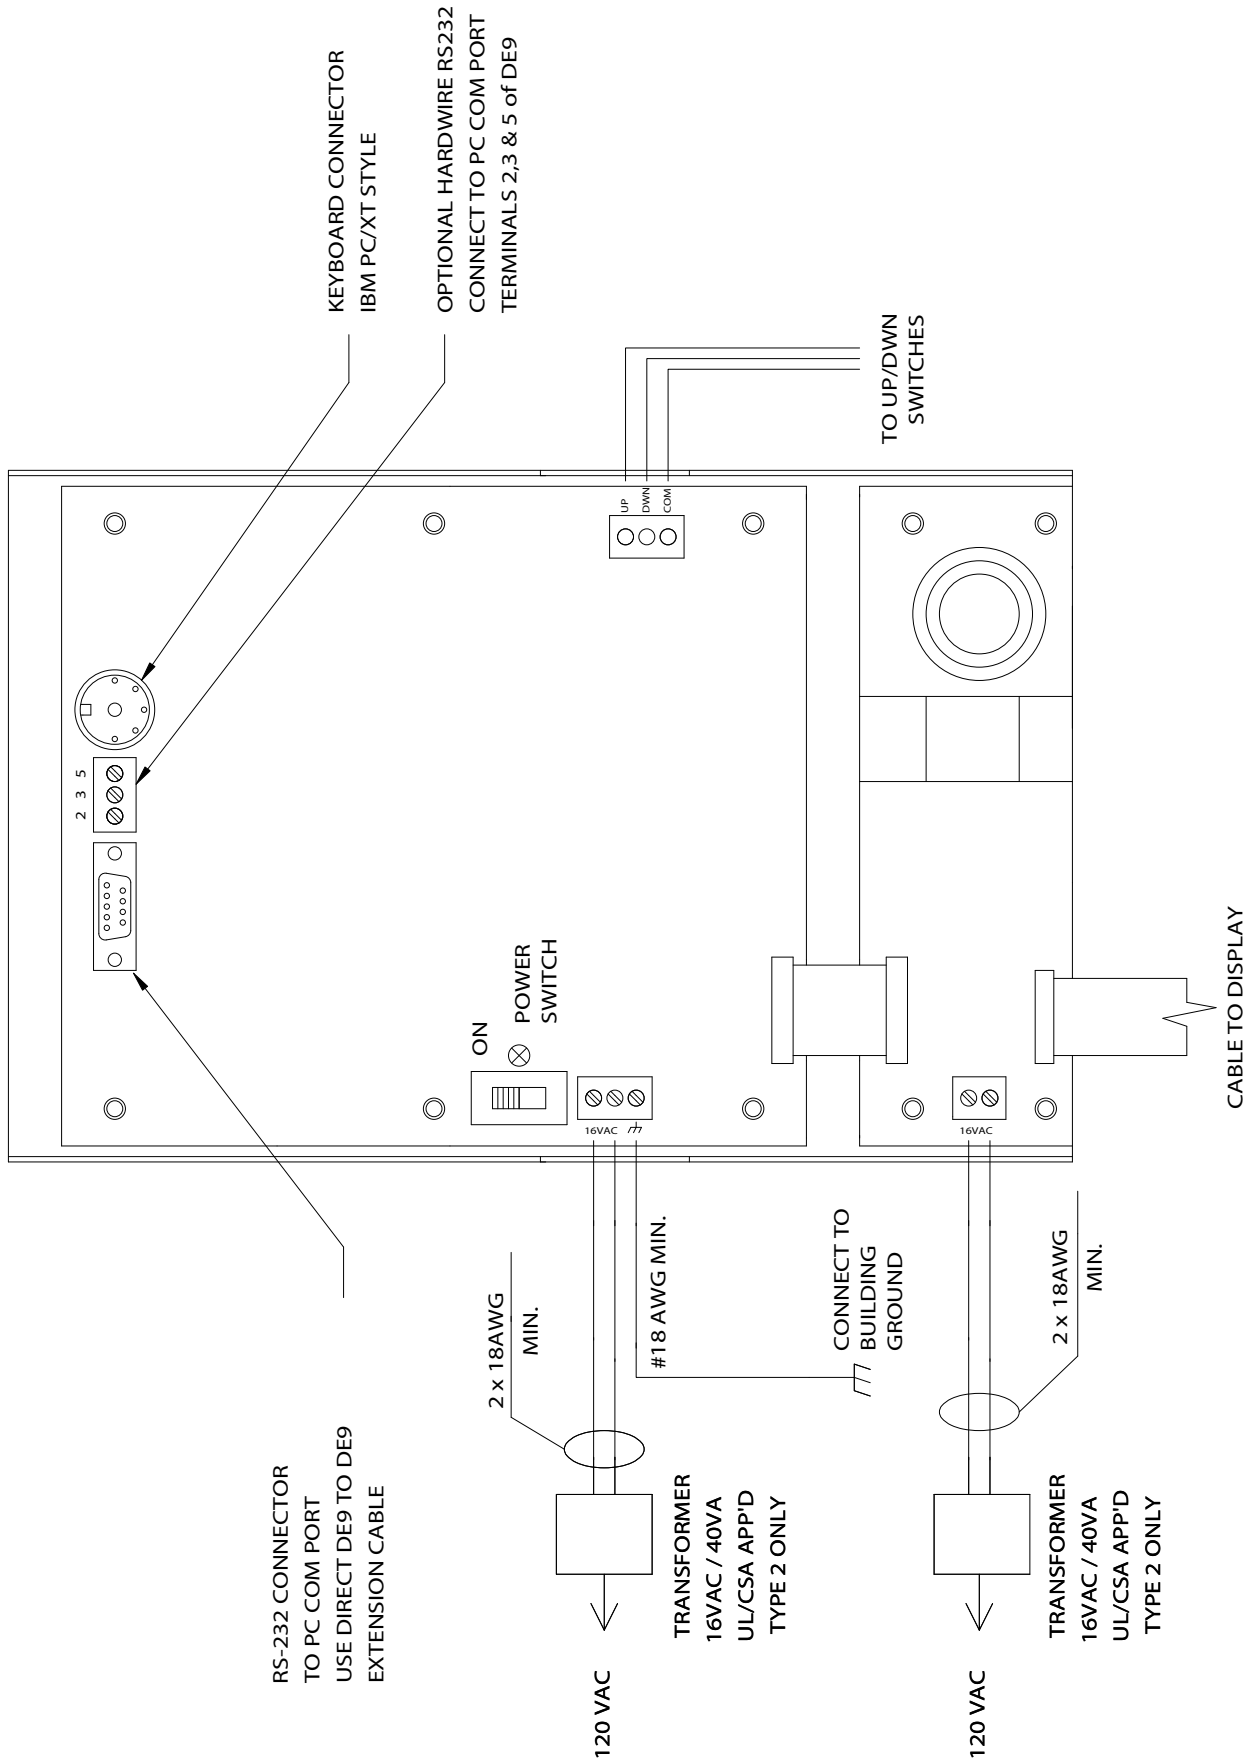 KEYBOARD CONNECTOR
IBM PC/XT STYLE
OPTIONAL HARDWIRE RS232
CONNECT TO PC COM PORT
TERMINALS 2,3 & 5 of DE9
2 3 5
RS-232 CONNECTOR
TO PC COM PORT
USE DIRECT DE9 TO DE9
EXTENSION CABLE
ON
POWER
SWITCH
UP
DWN
COM
TO UP/DWN
SWITCHES
16VAC
2 x 18AWG
MIN.
#18 AWG MIN.
CONNECT TO
BUILDING
GROUND
120 VAC
TRANSFORMER
16VAC / 40VA
UL/CSA APP'D
TYPE 2 ONLY
16VAC
2 x 18AWG
MIN.
120 VAC
TRANSFORMER
16VAC / 40VA
UL/CSA APP'D
TYPE 2 ONLY
CABLE TO DISPLAY